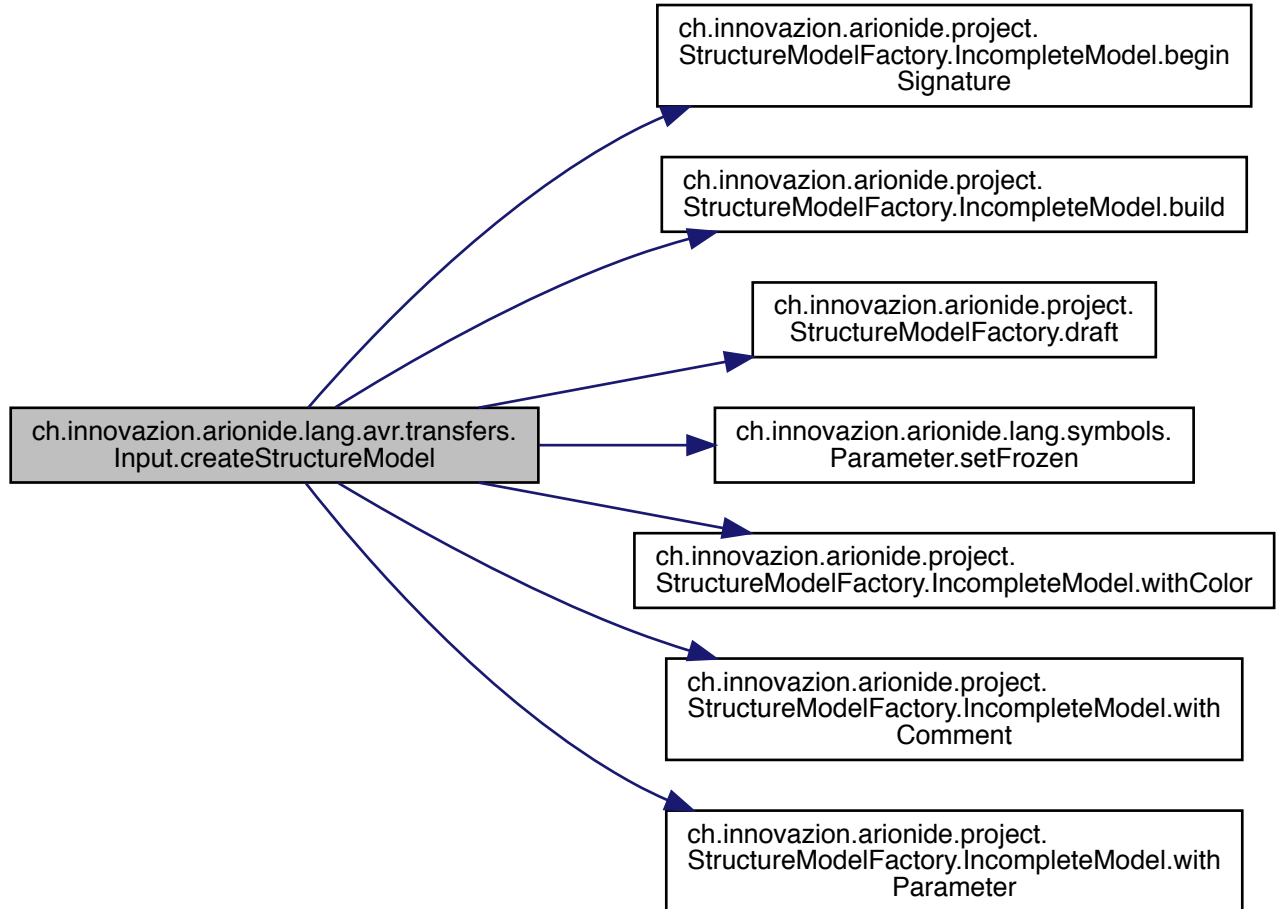 ch.innovazion.arionide.project.
StructureModelFactory.IncompleteModel.begin
Signature
ch.innovazion.arionide.project.
StructureModelFactory.IncompleteModel.build
ch.innovazion.arionide.project.
StructureModelFactory.draft
ch.innovazion.arionide.lang.avr.transfers.
Input.createStructureModel
ch.innovazion.arionide.lang.symbols.
Parameter.setFrozen
ch.innovazion.arionide.project.
StructureModelFactory.IncompleteModel.withColor
ch.innovazion.arionide.project.
StructureModelFactory.IncompleteModel.with
Comment
ch.innovazion.arionide.project.
StructureModelFactory.IncompleteModel.with
Parameter